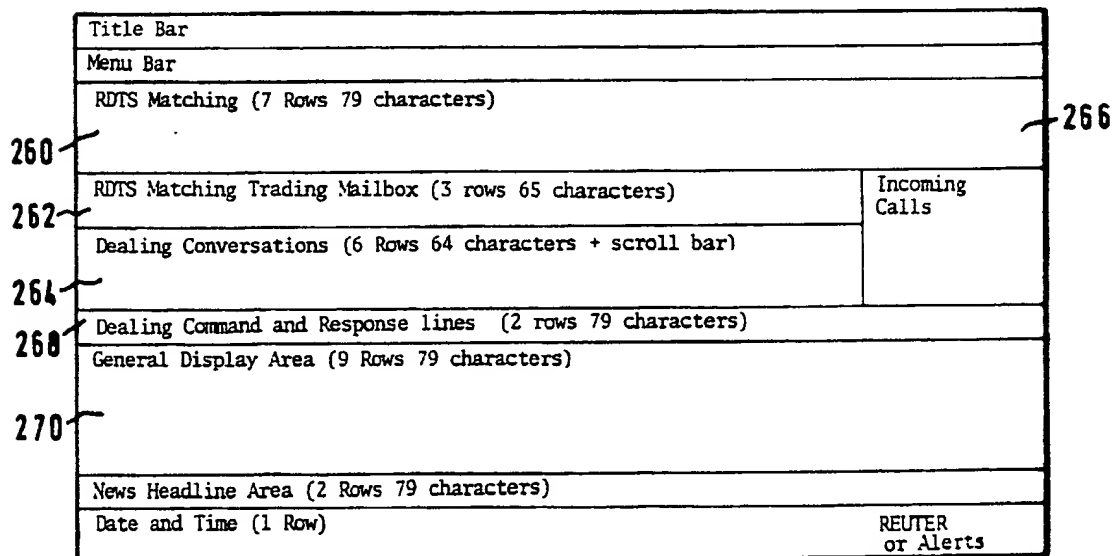 Title Bar
Menu Bar
RDTS Matching (7 Rows 79 characters)
266
260
RDTS Matching Trading Mailbox (3 rows 65 characters)
Incoming
Calls
262
Dealing Conversations (6 Rows 64 characters + scroll bar)
264
Dealing Command and Response lines (2 rows 79 characters)
268
General Display Area (9 Rows 79 characters)
270
News Headline Area (2 Rows 79 characters)
Date and Time (1 Row)
REUTER
or Alerts